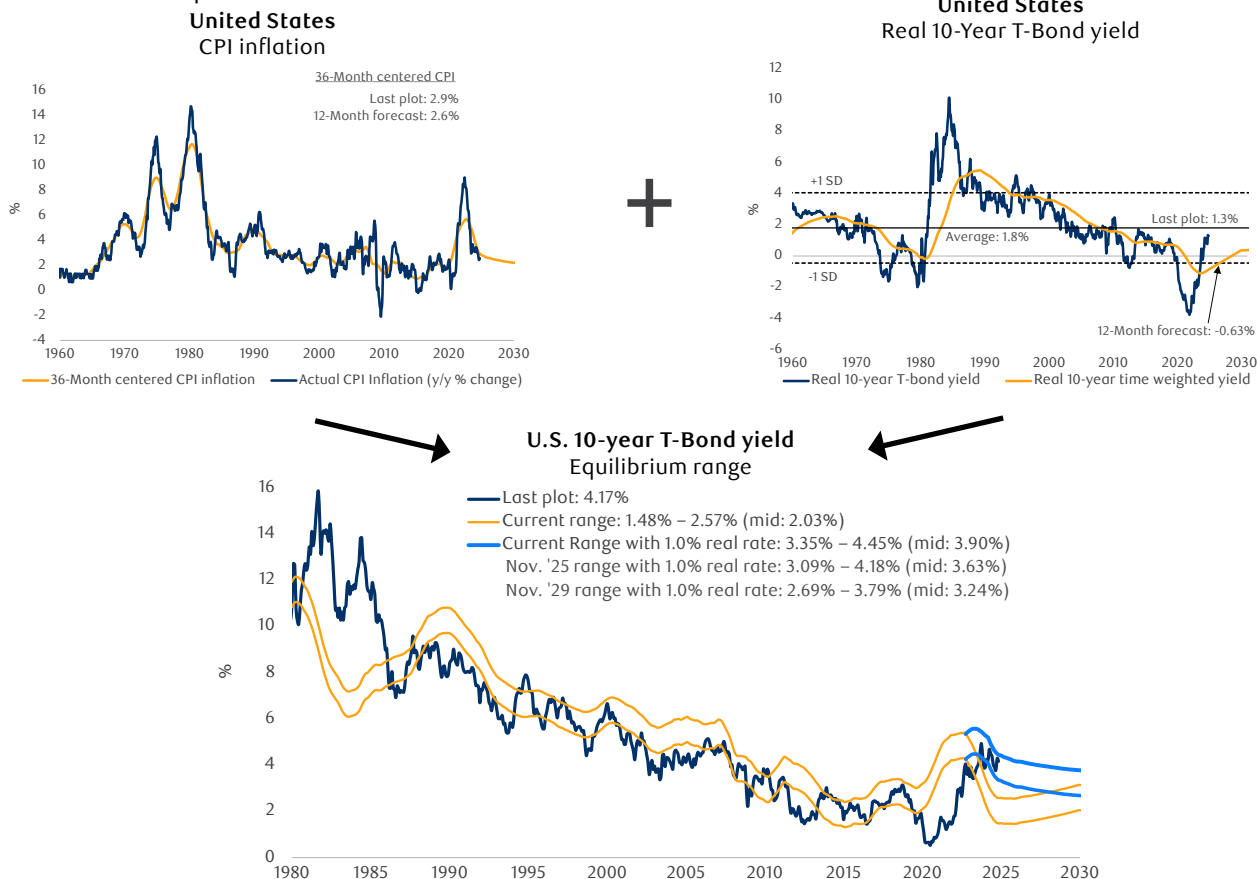 United States
CPI inflation
36-Month centered CPI
Last plot: 2.9%
12-Month forecast: 2.6%
16
14
12
10
8
6
4
2
0
-2
-4
%
1960 1970 1980 1990 2000 2010 2020 2030
36-Month centered CPI inflation Actual CPI Inflation (y/y % change)
+
United States
Real 10-Year T-Bond yield
12
10
8
6
4
2
0
-2
-4
-6
%
+1 SD
Last plot: 1.3%
Average: 1.8%
-1 SD
12-Month forecast: -0.63%
1960 1970 1980 1990 2000 2010 2020 2030
Real 10-year T-bond yield Real 10-year time weighted yield
U.S. 10-year T-Bond yield
Equilibrium range
Last plot: 4.17%
Current range: 1.48% – 2.57% (mid: 2.03%)
Current Range with 1.0% real rate: 3.35% – 4.45% (mid: 3.90%)
Nov. '25 range with 1.0% real rate: 3.09% – 4.18% (mid: 3.63%)
Nov. '29 range with 1.0% real rate: 2.69% – 3.79% (mid: 3.24%)
16
14
12
10
8
6
4
2
0
%
1980 1985 1990 1995 2000 2005 2010 2015 2020 2025 2030